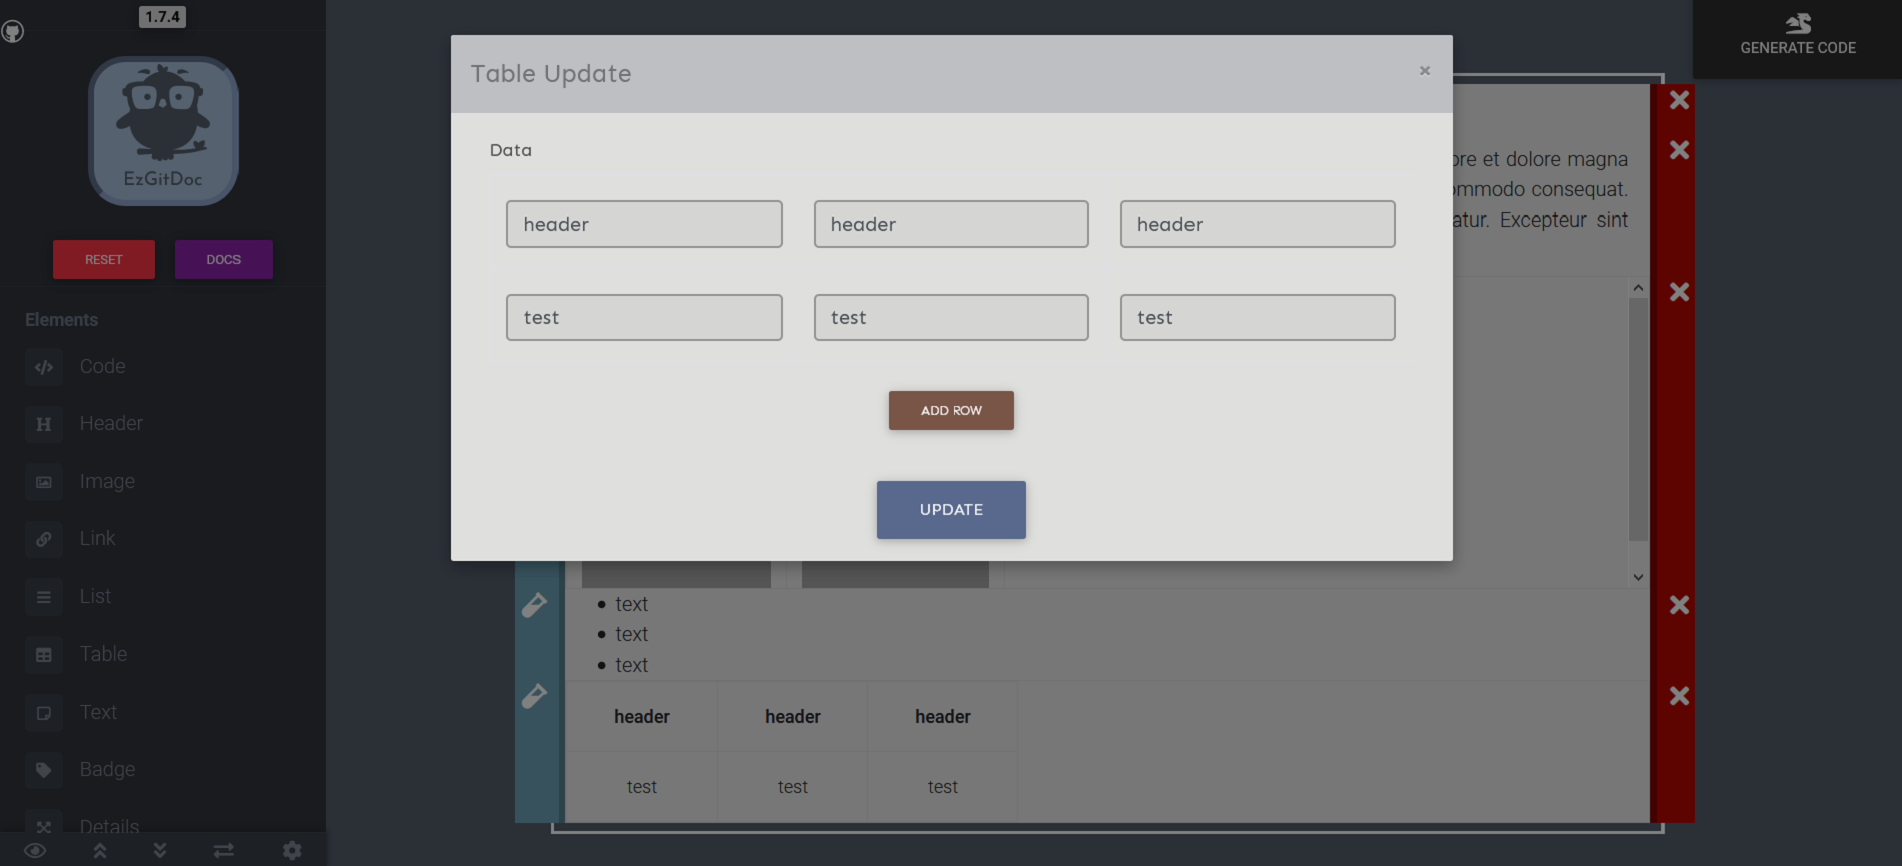 1.7.4
EzGitDoc
RESET
DOCS
Elements
Code
Header
Image
Link
List
Table
Text
Badge
Details
GENERATE CODE
Table Update
×
Data
header header header
test test test
ADD ROW
UPDATE
ore et dolore magna
ommodo consequat.
atur. Excepteur sint
• text
• text
• text
header header header
test test test